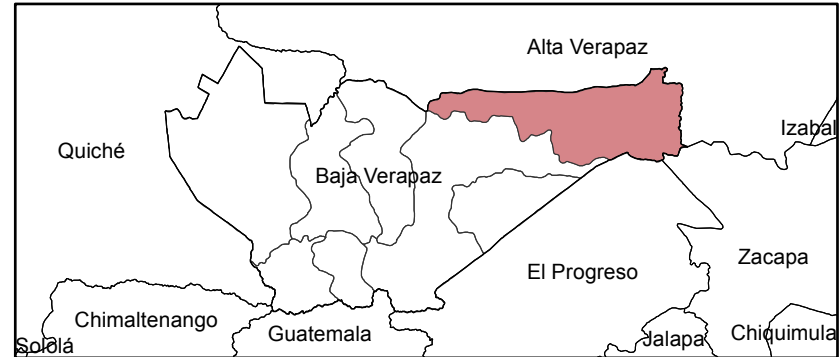 Alta Verapaz
Izabal
Quiché
Baja Verapaz
Zacapa
El Progreso
Chimaltenango
Guatemala
Jalapa
Chiquimula
Sololá